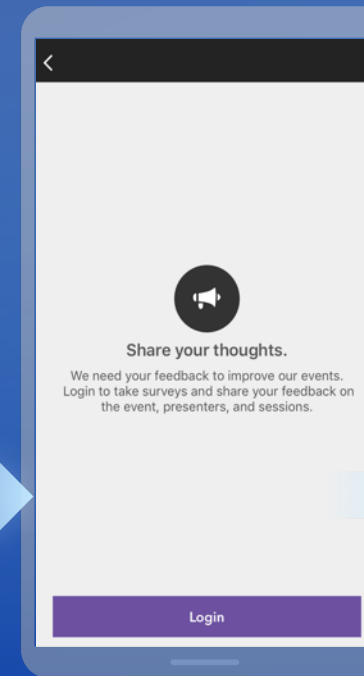 Share your thoughts.
We need your feedback to improve our events.
Login to take surveys and share your feedback on
the event, presenters, and sessions.
Login